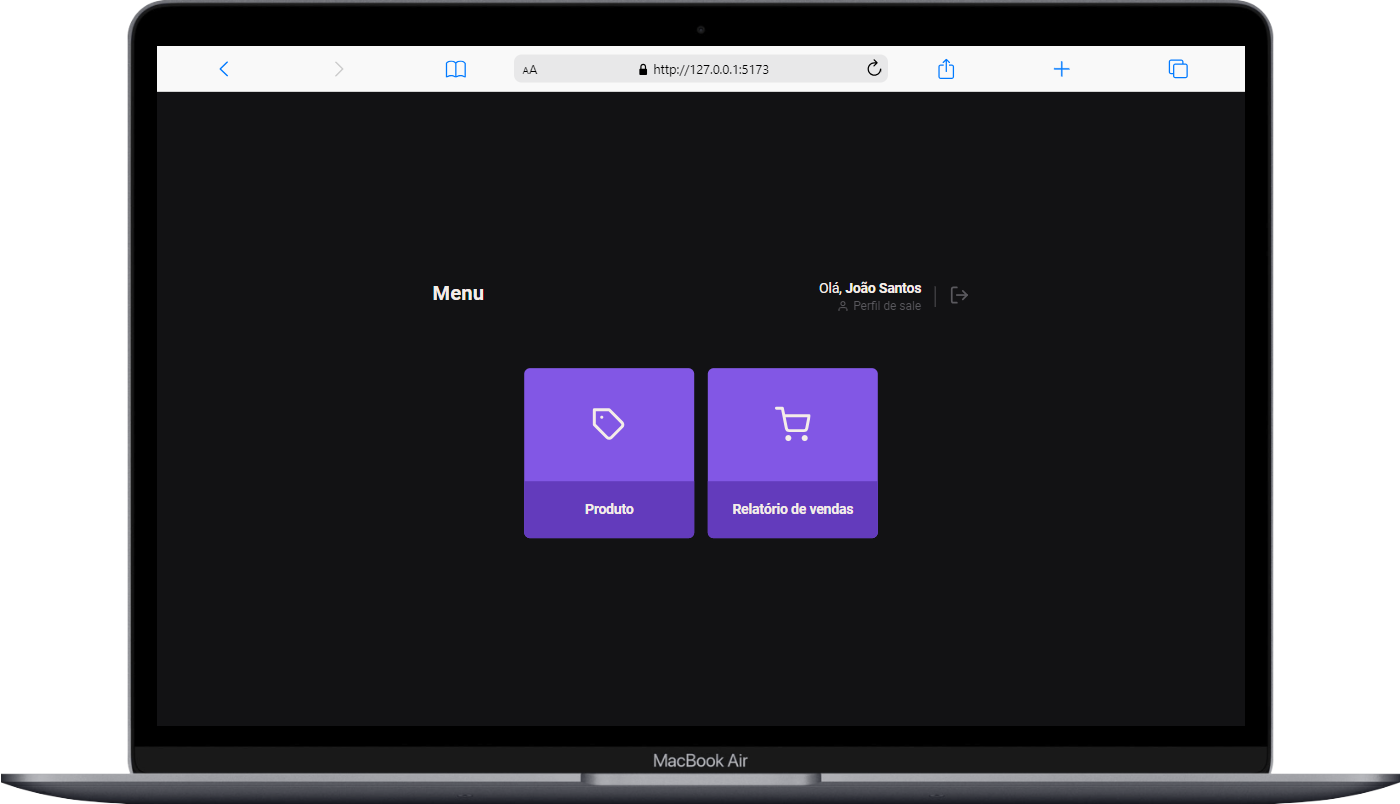 AA
http://127.0.0.1:5173
Menu
Olá, João Santos
Perfil de sale
Produto
Relatório de vendas
MacBook Air